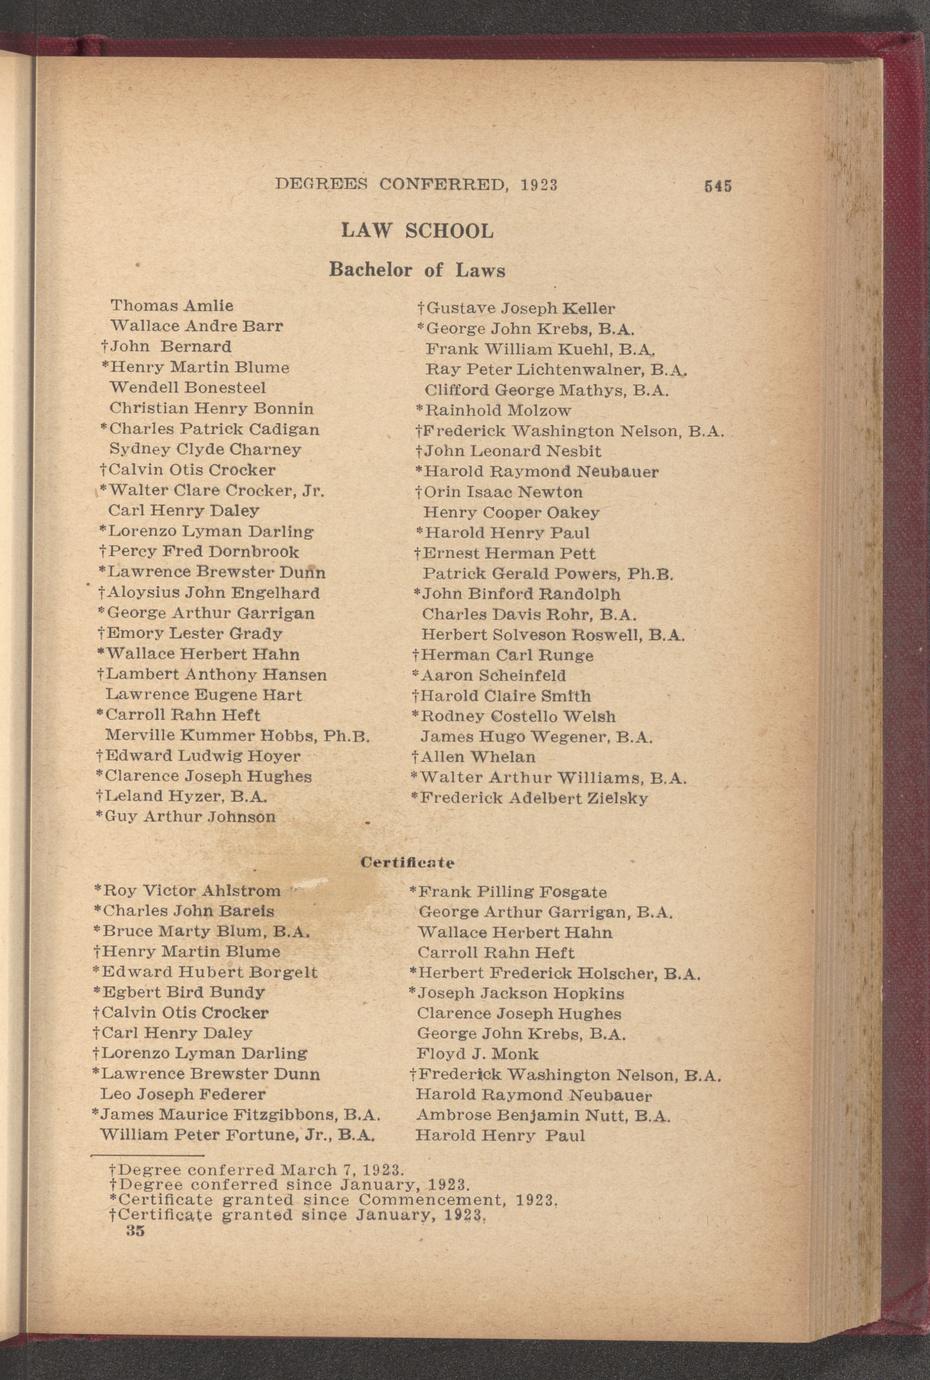 DEGREES CONFERRED, 1923 545
LAW SCHOOL
Bachelor of Laws
Thomas Amlie
Wallace Andre Barr
†John Bernard
*Henry Martin Blume
Wendell Bonesteel
Christian Henry Bonnin
*Charles Patrick Cadigan
Sydney Clyde Charney
†Calvin Otis Crocker
*Walter Clare Crocker, Jr.
Carl Henry Daley
*Lorenzo Lyman Darling
†Percy Fred Dornbrook
*Lawrence Brewster Dunn
†Aloysius John Engelhard
*George Arthur Garrigan
†Emory Lester Grady
*Wallace Herbert Hahn
†Lambert Anthony Hansen
Lawrence Eugene Hart
*Carroll Rahn Heft
Merville Kummer Hobbs, Ph.B.
†Edward Ludwig Hoyer
*Clarence Joseph Hughes
†Leland Hyzer, B.A.
*Guy Arthur Johnson
†Gustave Joseph Keller
*George John Krebs, B.A.
Frank William Kuehl, B.A.
Ray Peter Lichtenwalner, B.A.
Clifford George Mathys, B.A.
*Rainhold Molzow
†Frederick Washington Nelson, B.A.
†John Leonard Nesbit
*Harold Raymond Neubauer
†Orin Isaac Newton
Henry Cooper Oakey
*Harold Henry Paul
†Ernest Herman Pett
Patrick Gerald Powers, Ph.B.
*John Binford Randolph
Charles Davis Rohr, B.A.
Herbert Solveson Roswell, B.A.
†Herman Carl Runge
*Aaron Scheinfeld
†Harold Claire Smith
*Rodney Costello Welsh
James Hugo Wegener, B.A.
†Allen Whelan
*Walter Arthur Williams, B.A.
*Frederick Adelbert Zielsky
Certificate
*Roy Victor Ahlstrom
*Charles John Bareis
*Bruce Marty Blum, B.A.
†Henry Martin Blume
*Edward Hubert Borgelt
*Egbert Bird Bundy
†Calvin Otis Crocker
†Carl Henry Daley
†Lorenzo Lyman Darling
*Lawrence Brewster Dunn
Leo Joseph Federer
*James Maurice Fitzgibbons, B.A.
William Peter Fortune, Jr., B.A.
*Frank Pilling Fosgate
George Arthur Garrigan, B.A.
Wallace Herbert Hahn
Carroll Rahn Heft
*Herbert Frederick Holscher, B.A.
*Joseph Jackson Hopkins
Clarence Joseph Hughes
George John Krebs, B.A.
Floyd J. Monk
†Frederick Washington Nelson, B.A.
Harold Raymond Neubauer
Ambrose Benjamin Nutt, B.A.
Harold Henry Paul
†Degree conferred March 7, 1923.
†Degree conferred since January, 1923.
*Certificate granted since Commencement, 1923.
†Certificate granted since January, 1923.
35